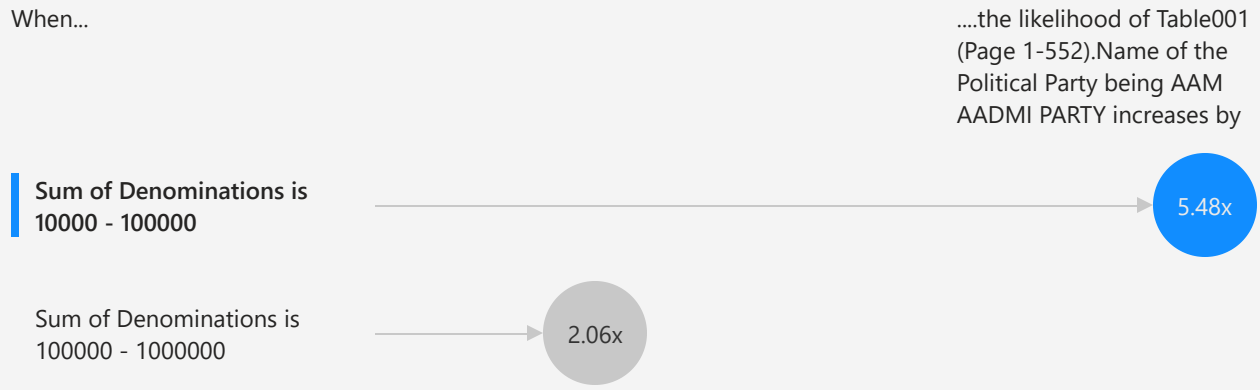 When...
....the likelihood of Table001
(Page 1-552).Name of the
Political Party being AAM
AADMI PARTY increases by
Sum of Denominations is
10000 - 100000
5.48x
Sum of Denominations is
100000 - 1000000
2.06x